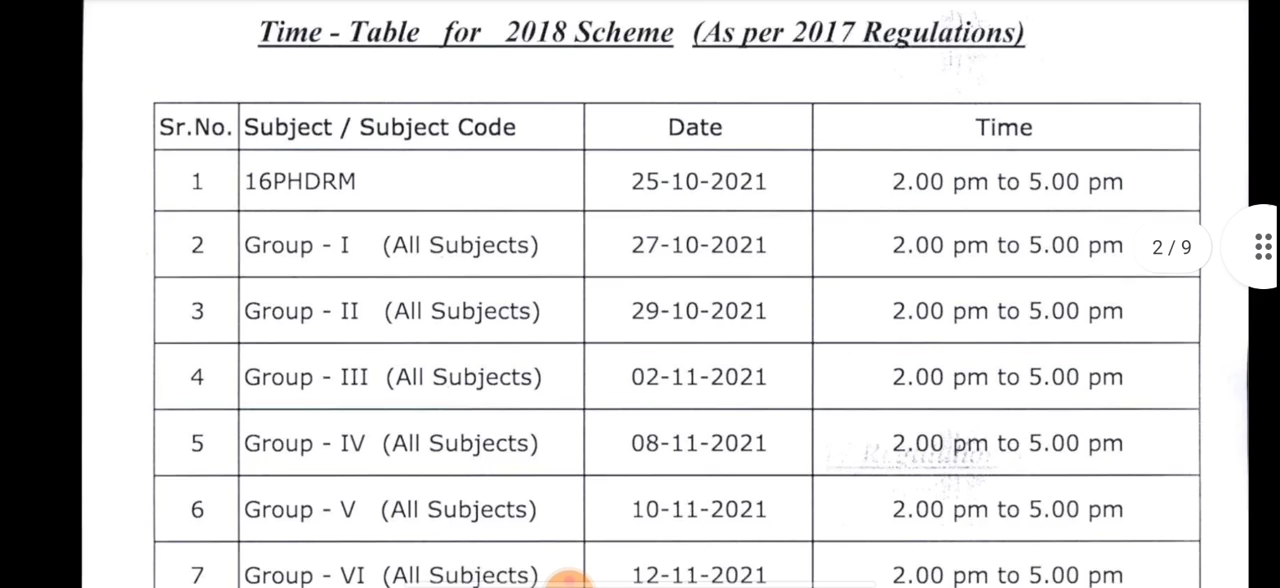 Time - Table for 2018 Scheme (As per 2017 Regulations)
Sr.No. Subject / Subject Code Date Time
1 16PHDRM 25-10-2021 2.00 pm to 5.00 pm
2 Group - I (All Subjects) 27-10-2021 2.00 pm to 5.00 pm 2 / 9
3 Group - II (All Subjects) 29-10-2021 2.00 pm to 5.00 pm
4 Group - III (All Subjects) 02-11-2021 2.00 pm to 5.00 pm
5 Group - IV (All Subjects) 08-11-2021 2.00 pm to 5.00 pm
6 Group - V (All Subjects) 10-11-2021 2.00 pm to 5.00 pm
7 Group - VI (All Subjects) 12-11-2021 2.00 pm to 5.00 pm